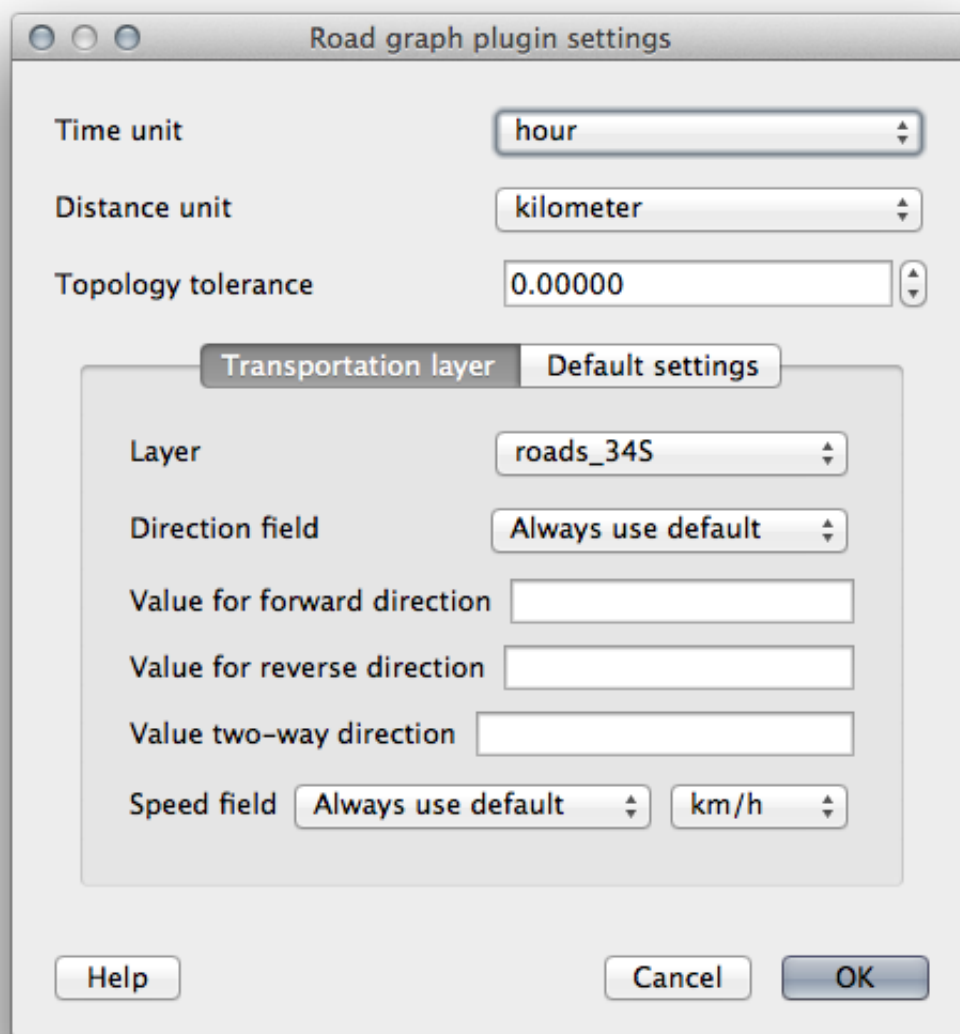 Road graph plugin settings
Time unit hour
Distance unit kilometer
Topology tolerance 0.00000
Transportation layer Default settings
Layer roads_34S
Direction field Always use default
Value for forward direction
Value for reverse direction
Value two-way direction
Speed field Always use default km/h
Help Cancel OK